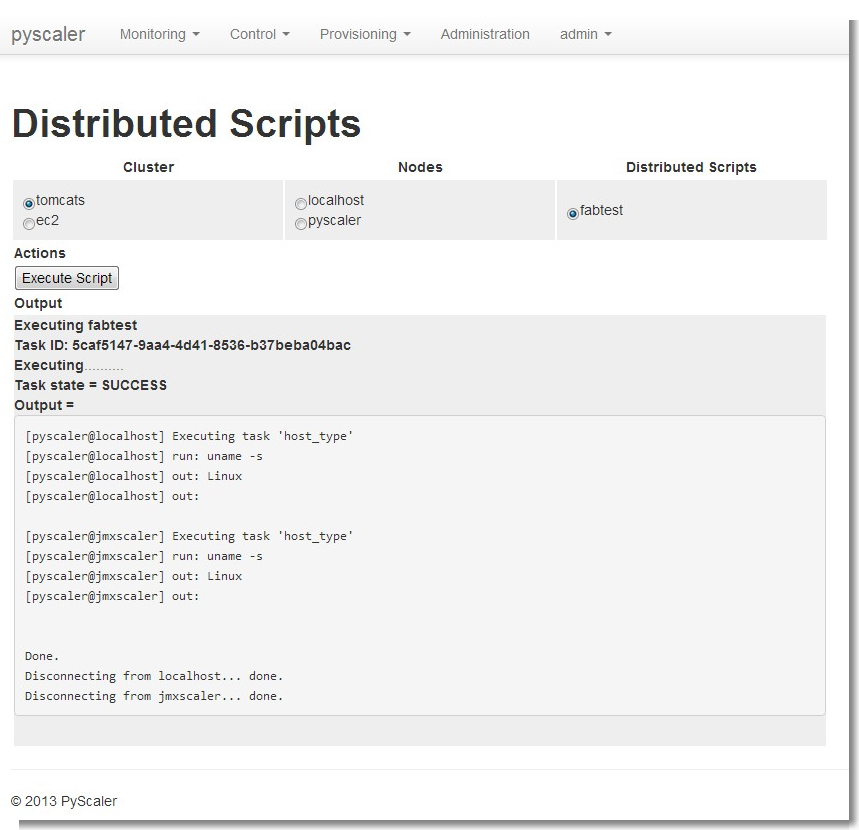 pyscaler Monitoring Control Provisioning Administration admin
Distributed Scripts
Cluster Nodes Distributed Scripts
tomcats localhost fabtest
ec2 pyscaler
Actions
Execute Script
Output
Executing fabtest
Task ID: 5caf5147-9aa4-4d41-8536-b37beba04bac
Executing..........
Task state = SUCCESS
Output =
[pyscaler@localhost] Executing task 'host_type'
[pyscaler@localhost] run: uname -s
[pyscaler@localhost] out: Linux
[pyscaler@localhost] out:
[pyscaler@jmxscaler] Executing task 'host_type'
[pyscaler@jmxscaler] run: uname -s
[pyscaler@jmxscaler] out: Linux
[pyscaler@jmxscaler] out:
Done.
Disconnecting from localhost... done.
Disconnecting from jmxscaler... done.
© 2013 PyScaler